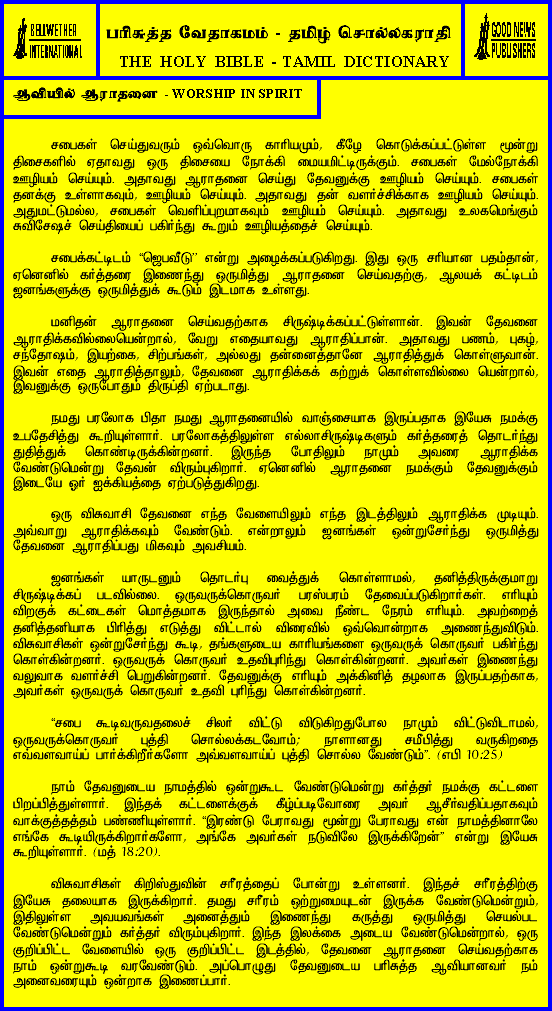 BELLWETHER
INTERNATIONAL
பரிசுத்த வேதாகமம் - தமிழ் சொல்லகராதி
THE HOLY BIBLE - TAMIL DICTIONARY
GOOD NEWS
PUBLISHERS
ஆவியில் ஆராதனை - WORSHIP IN SPIRIT
சபைகள் செய்துவரும் ஒவ்வொரு காரியமும், கீழே கொடுக்கப்பட்டுள்ள மூன்று
திசைகளில் ஏதாவது ஒரு திசையை நோக்கி மையமிட்டிருக்கும். சபைகள் மேல்நோக்கி
ஊழியம் செய்யும். அதாவது ஆராதனை செய்து தேவனுக்கு ஊழியம் செய்யும். சபைகள்
தனக்கு உள்ளாகவும், ஊழியம் செய்யும். அதாவது தன் வளர்ச்சிக்காக ஊழியம் செய்யும்.
அதுமட்டுமல்ல, சபைகள் வெளிப்புறமாகவும் ஊழியம் செய்யும். அதாவது உலகமெங்கும்
சுவிசேஷச் செய்தியைப் பகிர்ந்து கூறும் ஊழியத்தைச் செய்யும்.
சபைக்கட்டிடம் “ஜெபவீடு” என்று அழைக்கப்படுகிறது. இது ஒரு சரியான பதம்தான்,
ஏனெனில் கர்த்தரை இணைந்து ஒருமித்து ஆராதனை செய்வதற்கு, ஆலயக் கட்டிடம்
ஜனங்களுக்கு ஒருமித்துக் கூடும் இடமாக உள்ளது.
மனிதன் ஆராதனை செய்வதற்காக சிருஷ்டிக்கப்பட்டுள்ளான். இவன் தேவனை
ஆராதிக்கவில்லையென்றால், வேறு எதையாவது ஆராதிப்பான். அதாவது பணம், புகழ்,
சந்தோஷம், இயற்கை, சிற்பங்கள், அல்லது தன்னைத்தானே ஆராதித்துக் கொள்ளுவான்.
இவன் எதை ஆராதித்தாலும், தேவனை ஆராதிக்கக் கற்றுக் கொள்ளவில்லை யென்றால்,
இவனுக்கு ஒருபோதும் திருப்தி ஏற்படாது.
நமது பரலோக பிதா நமது ஆராதனையில் வாஞ்சையாக இருப்பதாக இயேசு நமக்கு
உபதேசித்து கூறியுள்ளார். பரலோகத்திலுள்ள எல்லாசிருஷ்டிகளும் கர்த்தரைத் தொடர்ந்து
துதித்துக் கொண்டிருக்கின்றனர். இருந்த போதிலும் நாமும் அவரை ஆராதிக்க
வேண்டுமென்று தேவன் விரும்புகிறார். ஏனெனில் ஆராதனை நமக்கும் தேவனுக்கும்
இடையே ஓர் ஐக்கியத்தை ஏற்படுத்துகிறது.
ஒரு விசுவாசி தேவனை எந்த வேளையிலும் எந்த இடத்திலும் ஆராதிக்க முடியும்.
அவ்வாறு ஆராதிக்கவும் வேண்டும். என்றாலும் ஜனங்கள் ஒன்றுசேர்ந்து ஒருமித்து
தேவனை ஆராதிப்பது மிகவும் அவசியம்.
ஜனங்கள் யாருடனும் தொடர்பு வைத்துக் கொள்ளாமல், தனித்திருக்குமாறு
சிருஷ்டிக்கப் படவில்லை. ஒருவருக்கொருவர் பரஸ்பரம் தேவைப்படுகிறார்கள். எரியும்
விறகுக் கட்டைகள் மொத்தமாக இருந்தால் அவை நீண்ட நேரம் எரியும். அவற்றைத்
தனித்தனியாக பிரித்து எடுத்து விட்டால் விரைவில் ஒவ்வொன்றாக அணைந்துவிடும்.
விசுவாசிகள் ஒன்றுசேர்ந்து கூடி, தங்களுடைய காரியங்களை ஒருவருக் கொருவர் பகிர்ந்து
கொள்கின்றனர். ஒருவருக் கொருவர் உதவிபுரிந்து கொள்கின்றனர். அவர்கள் இணைந்து
வலுவாக வளர்ச்சி பெறுகின்றனர். தேவனுக்கு எரியும் அக்கினித் தழலாக இருப்பதற்காக,
அவர்கள் ஒருவருக் கொருவர் உதவி புரிந்து கொள்கின்றனர்.
“சபை கூடிவருவதலைச் சிலர் விட்டு விடுகிறதுபோல நாமும் விட்டுவிடாமல்,
ஒருவருக்கொருவர் புத்தி சொல்லக்கடவோம்; நாளானது சமீபித்து வருகிறதை
எவ்வளவாய்ப் பார்க்கிறீர்களோ அவ்வளவாய்ப் புத்தி சொல்ல வேண்டும்”. (எபி 10:25)
நாம் தேவனுடைய நாமத்தில் ஒன்றுகூட வேண்டுமென்று கர்த்தர் நமக்கு கட்டளை
பிறப்பித்துள்ளார். இந்தக் கட்டளைக்குக் கீழ்ப்படிவோரை அவர் ஆசீர்வதிப்பதாகவும்
வாக்குத்தத்தம் பண்ணியுள்ளார். “இரண்டு பேராவது மூன்று பேராவது என் நாமத்தினாலே
எங்கே கூடியிருக்கிறார்களோ, அங்கே அவர்கள் நடுவிலே இருக்கிறேன்” என்று இயேசு
கூறியுள்ளார். (மத் 18:20).
விசுவாசிகள் கிறிஸ்துவின் சரீரத்தைப் போன்று உள்ளனர். இந்தச் சரீரத்திற்கு
இயேசு தலையாக இருக்கிறார். தமது சரீரம் ஒற்றுமையுடன் இருக்க வேண்டுமென்றும்,
இதிலுள்ள அவயவங்கள் அனைத்தும் இணைந்து கருத்து ஒருமித்து செயல்பட
வேண்டுமென்றும் கர்த்தர் விரும்புகிறார். இந்த இலக்கை அடைய வேண்டுமென்றால், ஒரு
குறிப்பிட்ட வேளையில் ஒரு குறிப்பிட்ட இடத்தில், தேவனை ஆராதனை செய்வதற்காக
நாம் ஒன்றுகூடி வரவேண்டும். அப்பொழுது தேவனுடைய பரிசுத்த ஆவியானவர் நம்
அனைவரையும் ஒன்றாக இணைப்பார்.